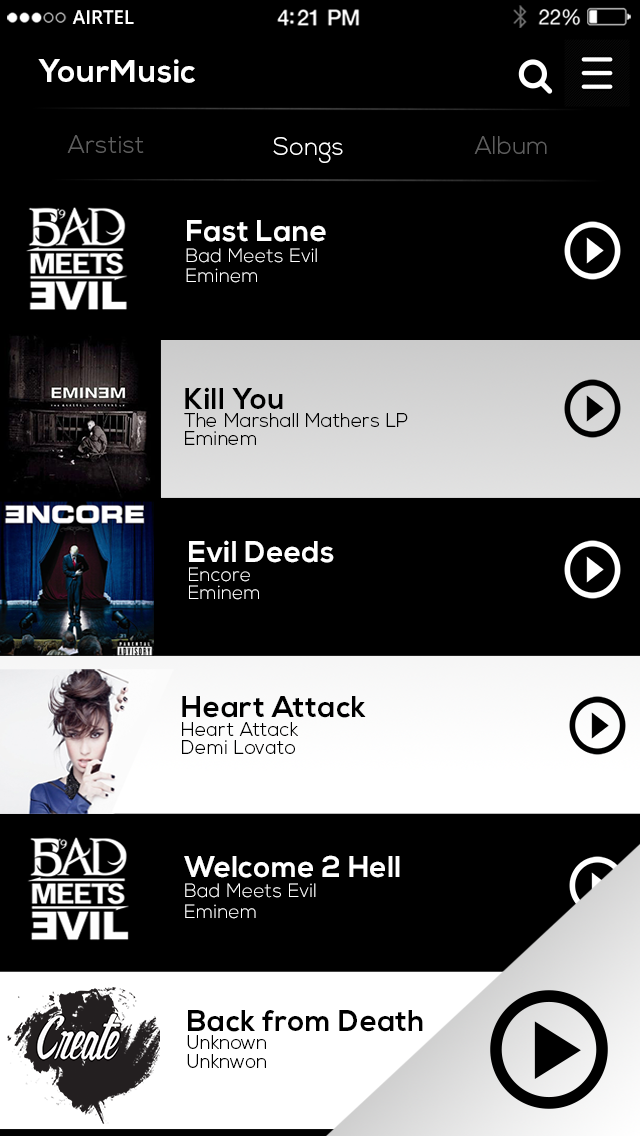 AIRTEL 4:21 PM 22%
YourMusic
Arstist Songs Album
BAD
MEETS
EVIL
Fast Lane
Bad Meets Evil
Eminem
EMINEM
Kill You
The Marshall Mathers LP
Eminem
ENCORE
PARENTAL
ADVISORY
Evil Deeds
Encore
Eminem
Heart Attack
Heart Attack
Demi Lovato
BAD
MEETS
EVIL
Welcome 2 Hell
Bad Meets Evil
Eminem
Create
Back from Death
Unknown
Unknwon